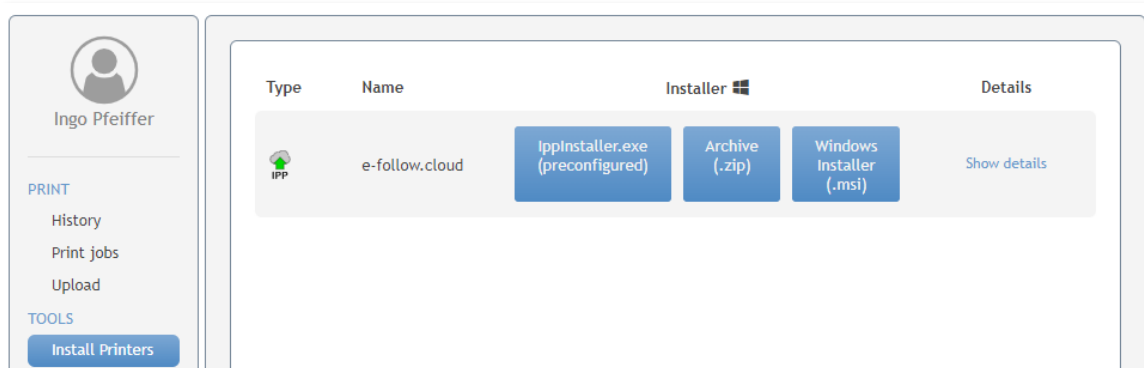 Ingo Pfeiffer
PRINT
History
Print jobs
Upload
TOOLS
Install Printers
Type Name Installer Details
IPP
e-follow.cloud
IppInstaller.exe
(preconfigured)
Archive
(.zip)
Windows
Installer
(.msi)
Show details